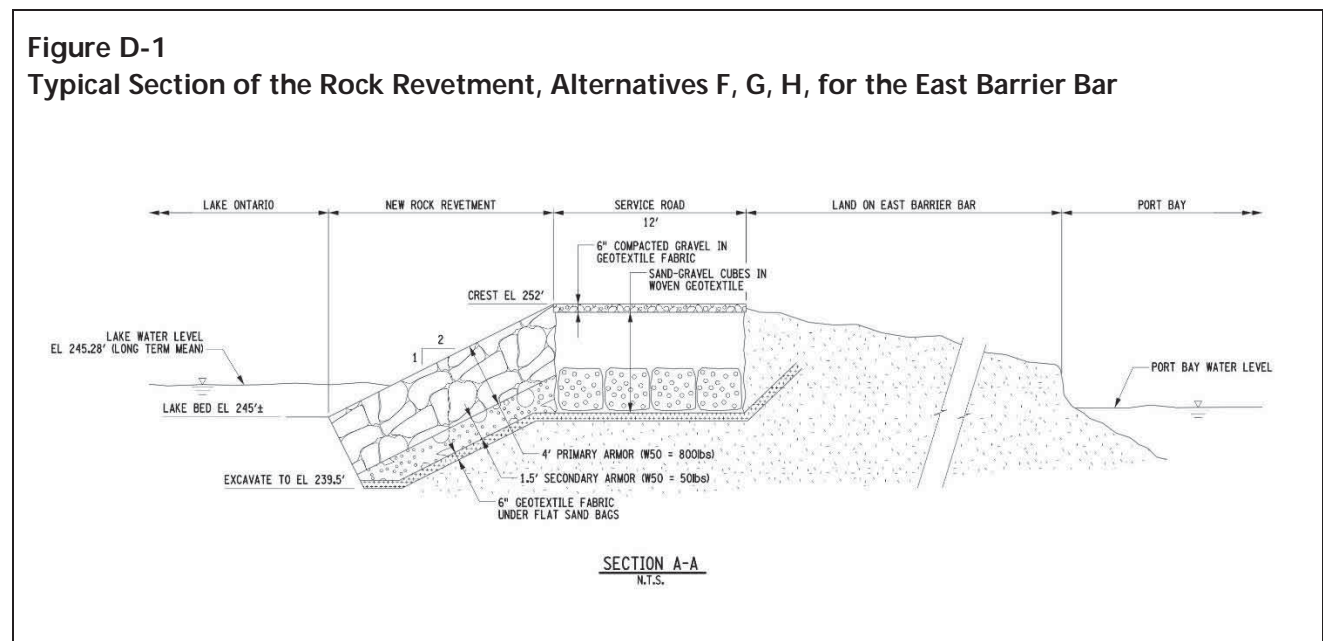 Figure D-1
Typical Section of the Rock Revetment, Alternatives F, G, H, for the East Barrier Bar
LAKE ONTARIO
NEW ROCK REVETMENT
SERVICE ROAD
LAND ON EAST BARRIER BAR
PORT BAY
12'
6" COMPACTED GRAVEL IN
GEOTEXTILE FABRIC
SAND-GRAVEL CUBES IN
WOVEN GEOTEXTILE
CREST EL 252'
2
1
LAKE WATER LEVEL
EL 245.28' (LONG TERM MEAN)
PORT BAY WATER LEVEL
LAKE BED EL 245'±
4' PRIMARY ARMOR (W50 = 800lbs)
EXCAVATE TO EL 239.5'
1.5' SECONDARY ARMOR (W50 = 50lbs)
6" GEOTEXTILE FABRIC
UNDER FLAT SAND BAGS
SECTION A-A
N.T.S.